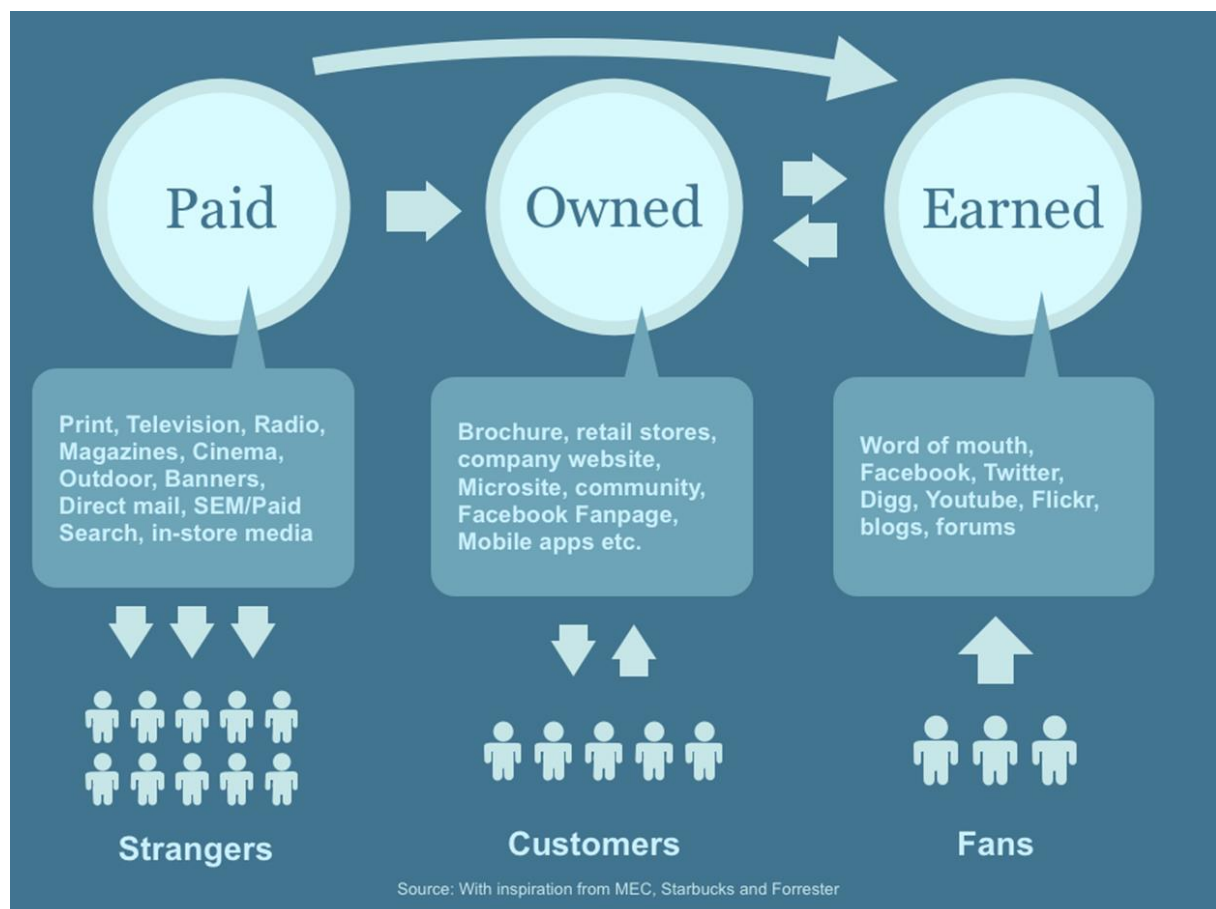 Paid
Owned
Earned
Print, Television, Radio,
Magazines, Cinema,
Outdoor, Banners,
Direct mail, SEM/Paid
Search, in-store media
Brochure, retail stores,
company website,
Microsite, community,
Facebook Fanpage,
Mobile apps etc.
Word of mouth,
Facebook, Twitter,
Digg, Youtube, Flickr,
blogs, forums
Strangers
Customers
Fans
Source: With inspiration from MEC, Starbucks and Forrester